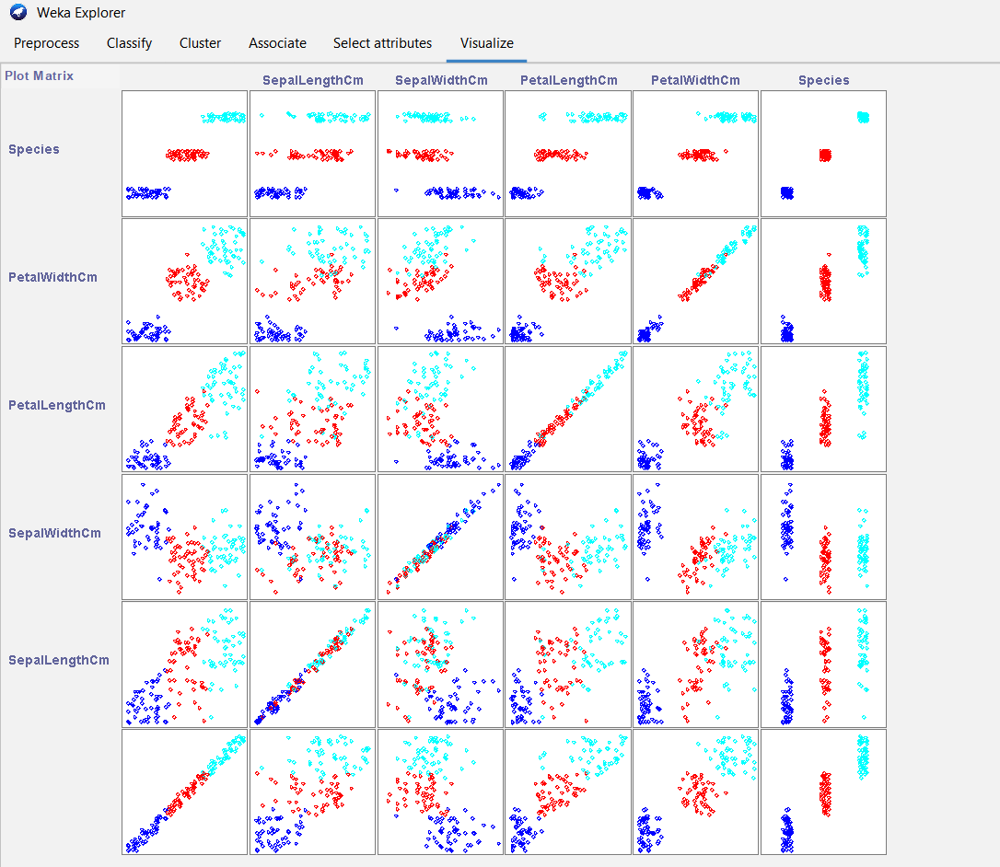 Weka Explorer
Preprocess Classify Cluster Associate Select attributes Visualize
Plot Matrix
SepalLengthCm SepalWidthCm PetalLengthCm PetalWidthCm Species
Species
PetalWidthCm
PetalLengthCm
SepalWidthCm
SepalLengthCm